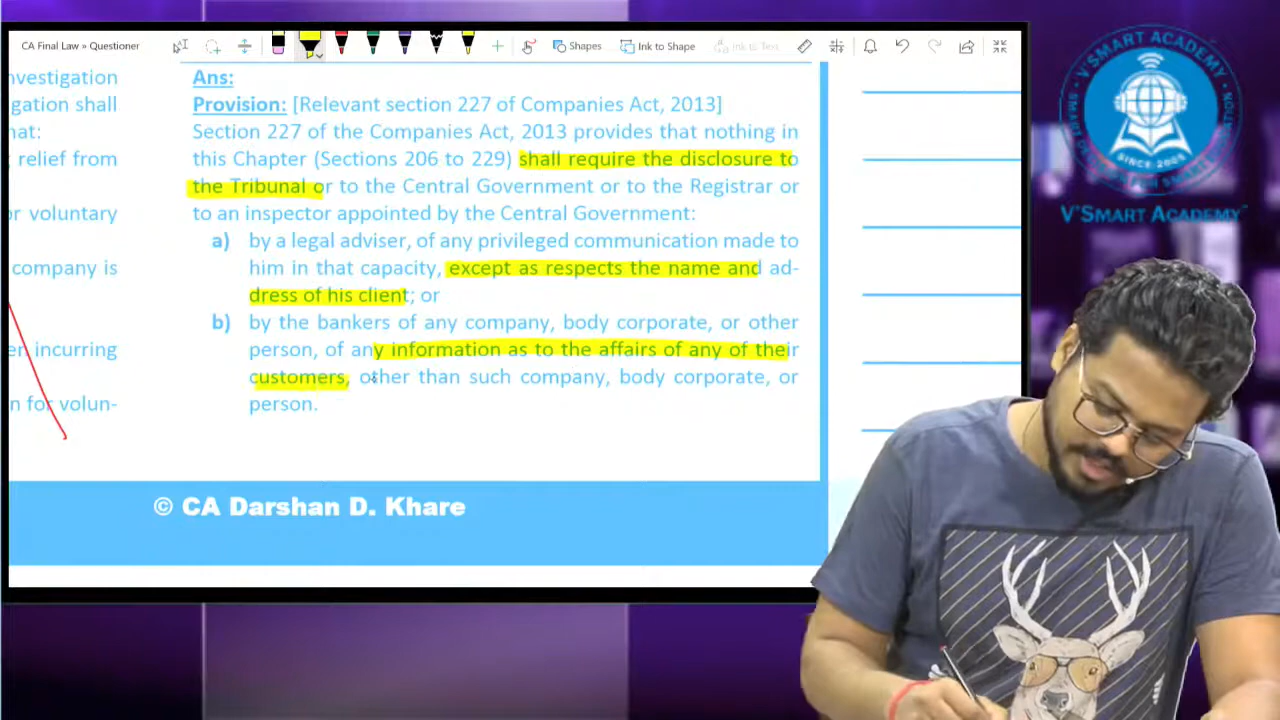 CA Final Law » Questioner
Shapes
Ink to Shape
Ink to Text
nvestigation
gation shall
hat:
relief from
or voluntary
company is
er incurring
n for volun-
Ans:
Provision: [Relevant section 227 of Companies Act, 2013]
Section 227 of the Companies Act, 2013 provides that nothing in
this Chapter (Sections 206 to 229) shall require the disclosure to
the Tribunal or to the Central Government or to the Registrar or
to an inspector appointed by the Central Government:
a) by a legal adviser, of any privileged communication made to
him in that capacity, except as respects the name and ad-
dress of his client; or
b) by the bankers of any company, body corporate, or other
person, of any information as to the affairs of any of their
customers, other than such company, body corporate, or
person.
© CA Darshan D. Khare
V'SMART ACADEMY
SINCE 2005
V'SMART ACADEMY